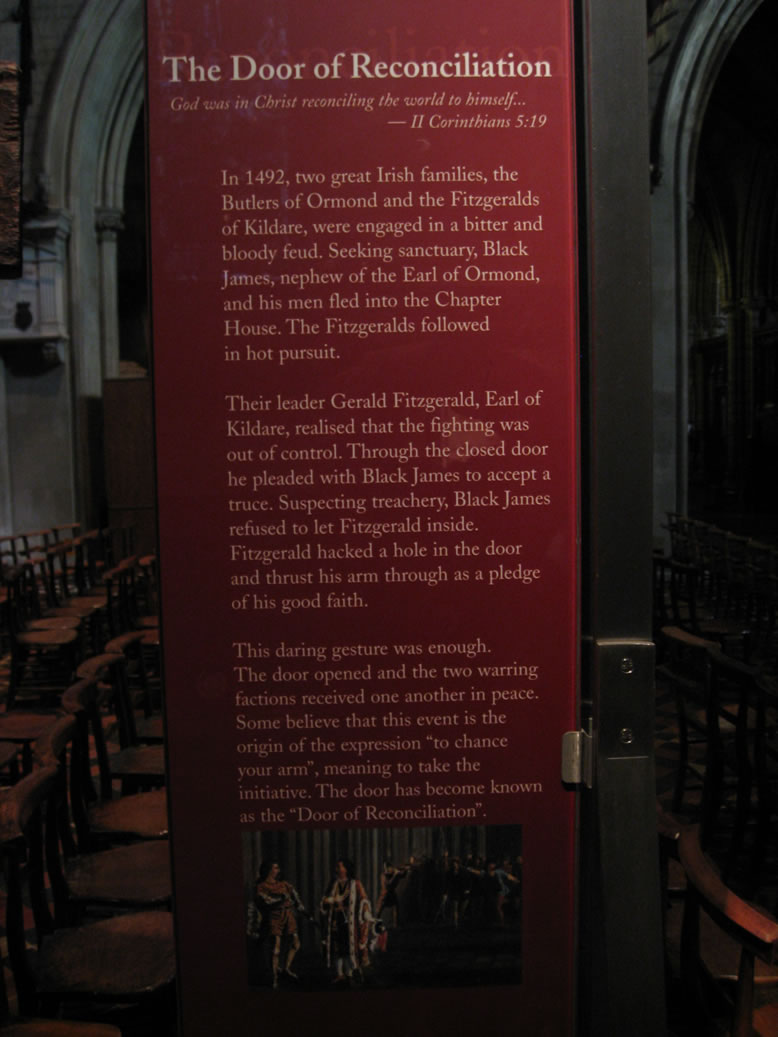 The Door of Reconciliation
God was in Christ reconciling the world to himself...
— II Corinthians 5:19
In 1492, two great Irish families, the
Butlers of Ormond and the Fitzgeralds
of Kildare, were engaged in a bitter and
bloody feud. Seeking sanctuary, Black
James, nephew of the Earl of Ormond,
and his men fled into the Chapter
House. The Fitzgeralds followed
in hot pursuit.
Their leader Gerald Fitzgerald, Earl of
Kildare, realised that the fighting was
out of control. Through the closed door
he pleaded with Black James to accept a
truce. Suspecting treachery, Black James
refused to let Fitzgerald inside.
Fitzgerald hacked a hole in the door
and thrust his arm through as a pledge
of his good faith.
This daring gesture was enough.
The door opened and the two warring
factions received one another in peace.
Some believe that this event is the
origin of the expression “to chance
your arm”, meaning to take the
initiative. The door has become known
as the “Door of Reconciliation”.